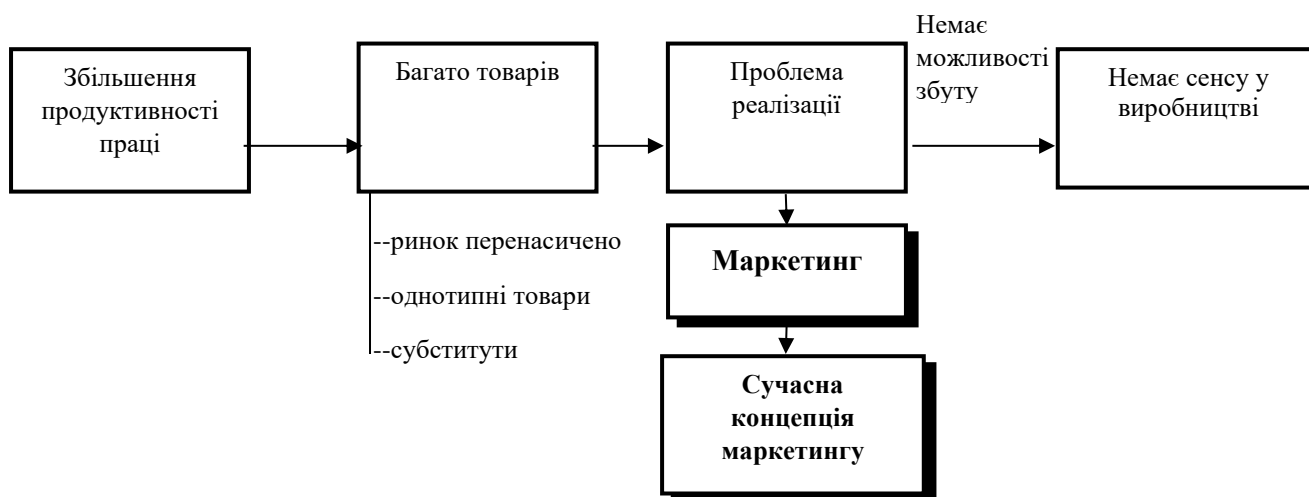 Збільшення
продуктивності
праці
Багато товарів
Проблема
реалізації
Немає
можливості
збуту
Немає сенсу у
виробництві
--ринок перенасичено
--однотипні товари
--субститути
Маркетинг
Сучасна
концепція
маркетингу